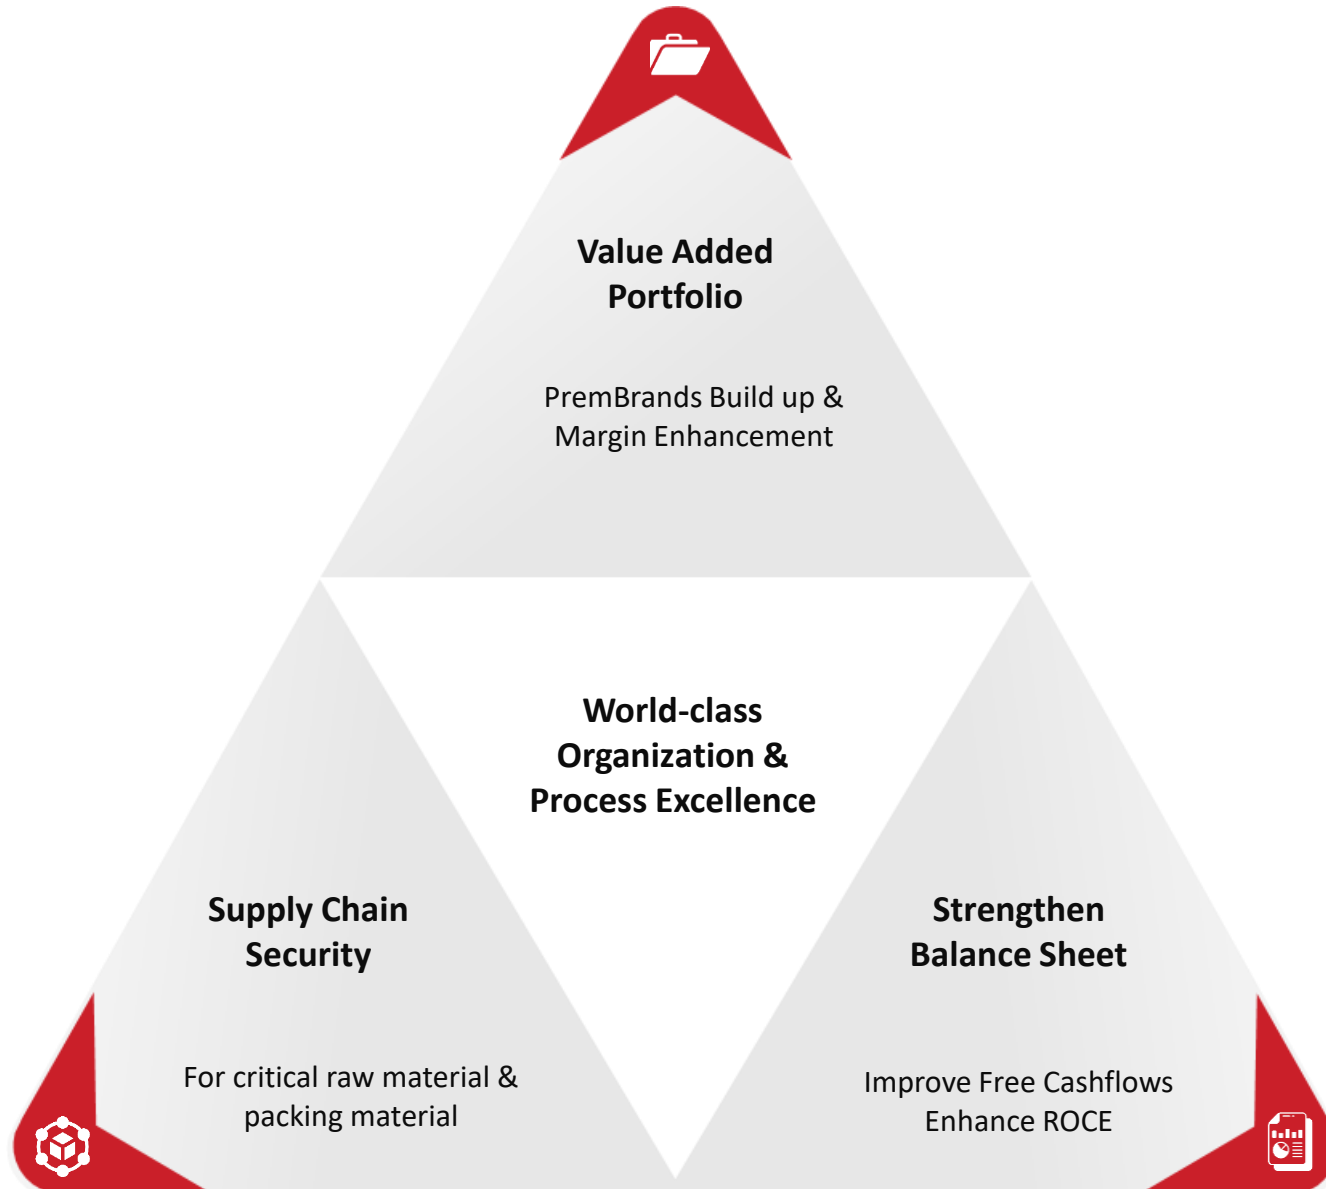 Value Added
Portfolio
PremBrands Build up &
Margin Enhancement
World-class
Organization &
Process Excellence
Supply Chain
Security
For critical raw material &
packing material
Strengthen
Balance Sheet
Improve Free Cashflows
Enhance ROCE